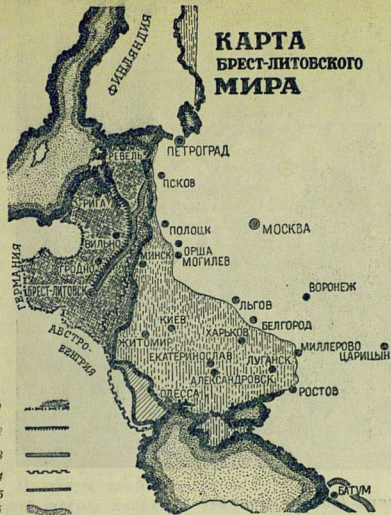 КАРТА
БРЕСТ-ЛИТОВСКОГО
МИРА
ФИНЛЯНДИЯ
РЕВЕЛЬ
ПЕТРОГРАД
ПСКОВ
РИГА
ПОЛОЦК
МОСКВА
ВИЛЬНО
ОРША
МИНСК
МОГИЛЕВ
ГЕРМАНИЯ
ГРОДНО
БРЕСТ-ЛИТОВСК
ВОРОНЕЖ
ЛЬГОВ
АВСТРО-
ВЕНГРИЯ
КИЕВ
БЕЛГОРОД
ЖИТОМИР
ХАРЬКОВ
МИЛЛЕРОВО
ЦАРИЦЫН
ЕКАТЕРИНОСЛАВ
ЛУГАНСК
АЛЕКСАНДРОВСК
ОДЕССА
РОСТОВ
БАТУМ